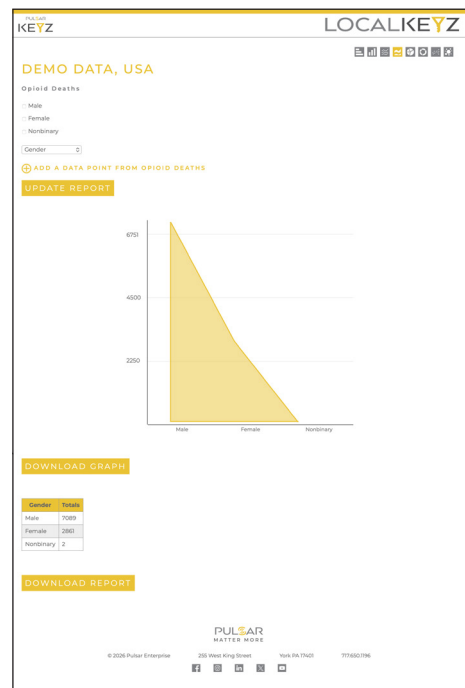 PULSAR
KEYZ
LOCALKEYZ
DEMO DATA, USA
Opioid Deaths
Male
Female
Nonbinary
Gender
ADD A DATA POINT FROM OPIOID DEATHS
UPDATE REPORT
6751
4500
2250
Male Female Nonbinary
DOWNLOAD GRAPH
Gender Totals
Male 7089
Female 2861
Nonbinary 2
DOWNLOAD REPORT
PULSAR
MATTER MORE
© 2026 Pulsar Enterprise 255 West King Street York PA 17401 717.650.1196